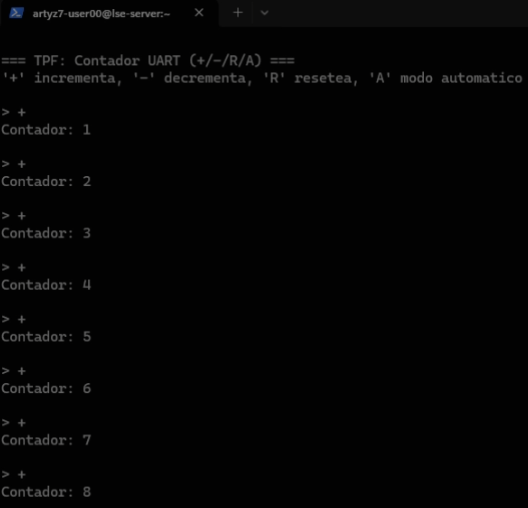 artyz7-user00@lse-server:~
=== TPF: Contador UART (+/-/R/A) ===
'+' incrementa, '-' decrementa, 'R' resetea, 'A' modo automatico
> +
Contador: 1
> +
Contador: 2
> +
Contador: 3
> +
Contador: 4
> +
Contador: 5
> +
Contador: 6
> +
Contador: 7
> +
Contador: 8